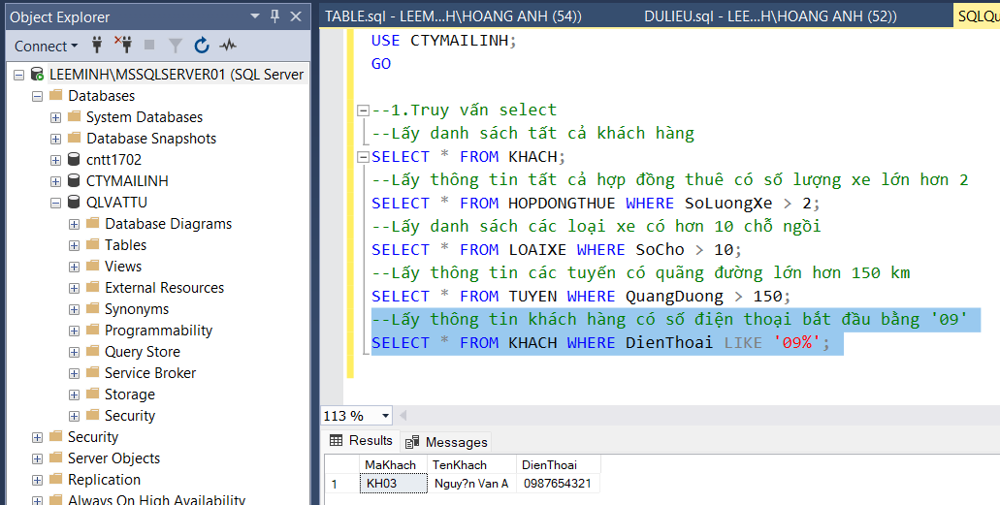 Object Explorer
Connect
LEEMINH\MSSQLSERVER01 (SQL Server
Databases
System Databases
Database Snapshots
cntt1702
CTYMAILINH
QLVATTU
Database Diagrams
Tables
Views
External Resources
Synonyms
Programmability
Query Store
Service Broker
Storage
Security
Security
Server Objects
Replication
Always On High Availability
TABLE.sql - LEEM...H\HOANG ANH (54))
DULIEU.sql - LEE...H\HOANG ANH (52))
SQLQu
USE CTYMAILINH;
GO
--1.Truy vấn select
--Lấy danh sách tất cả khách hàng
SELECT * FROM KHACH;
--Lấy thông tin tất cả hợp đồng thuê có số lượng xe lớn hơn 2
SELECT * FROM HOPDONGTHUE WHERE SoLuongXe > 2;
--Lấy danh sách các loại xe có hơn 10 chỗ ngồi
SELECT * FROM LOAIXE WHERE SoCho > 10;
--Lấy thông tin các tuyến có quãng đường lớn hơn 150 km
SELECT * FROM TUYEN WHERE QuangDuong > 150;
--Lấy thông tin khách hàng có số điện thoại bắt đầu bằng '09'
SELECT * FROM KHACH WHERE DienThoai LIKE '09%';
113 %
Results
Messages
MaKhach TenKhach DienThoai
1 KH03 Nguy?n Van A 0987654321